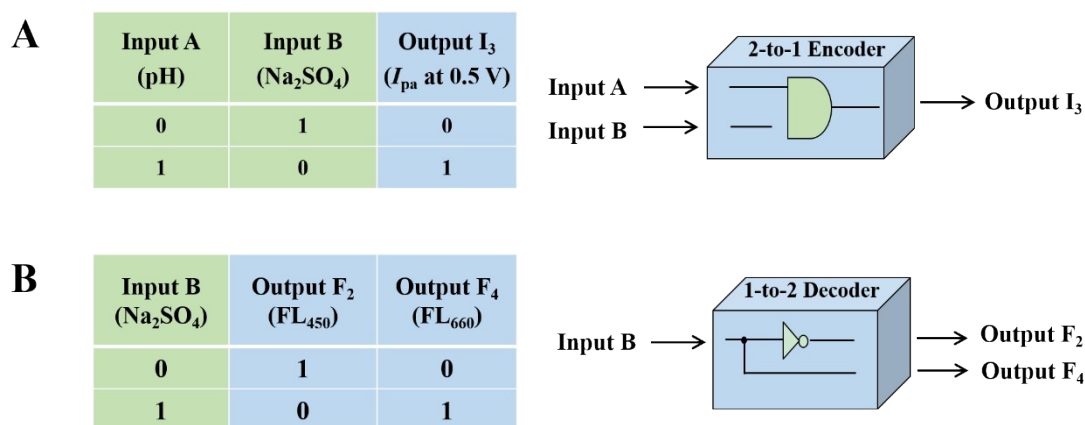 A
Input A Input B Output I₃
(pH) (Na₂SO₄) (Iₚₐ at 0.5 V)
0 1 0
1 0 1
2-to-1 Encoder
Input A
Input B
Output I₃
B
Input B Output F₂ Output F₄
(Na₂SO₄) (FL₄₅₀) (FL₆₆₀)
0 1 0
1 0 1
1-to-2 Decoder
Input B
Output F₂
Output F₄